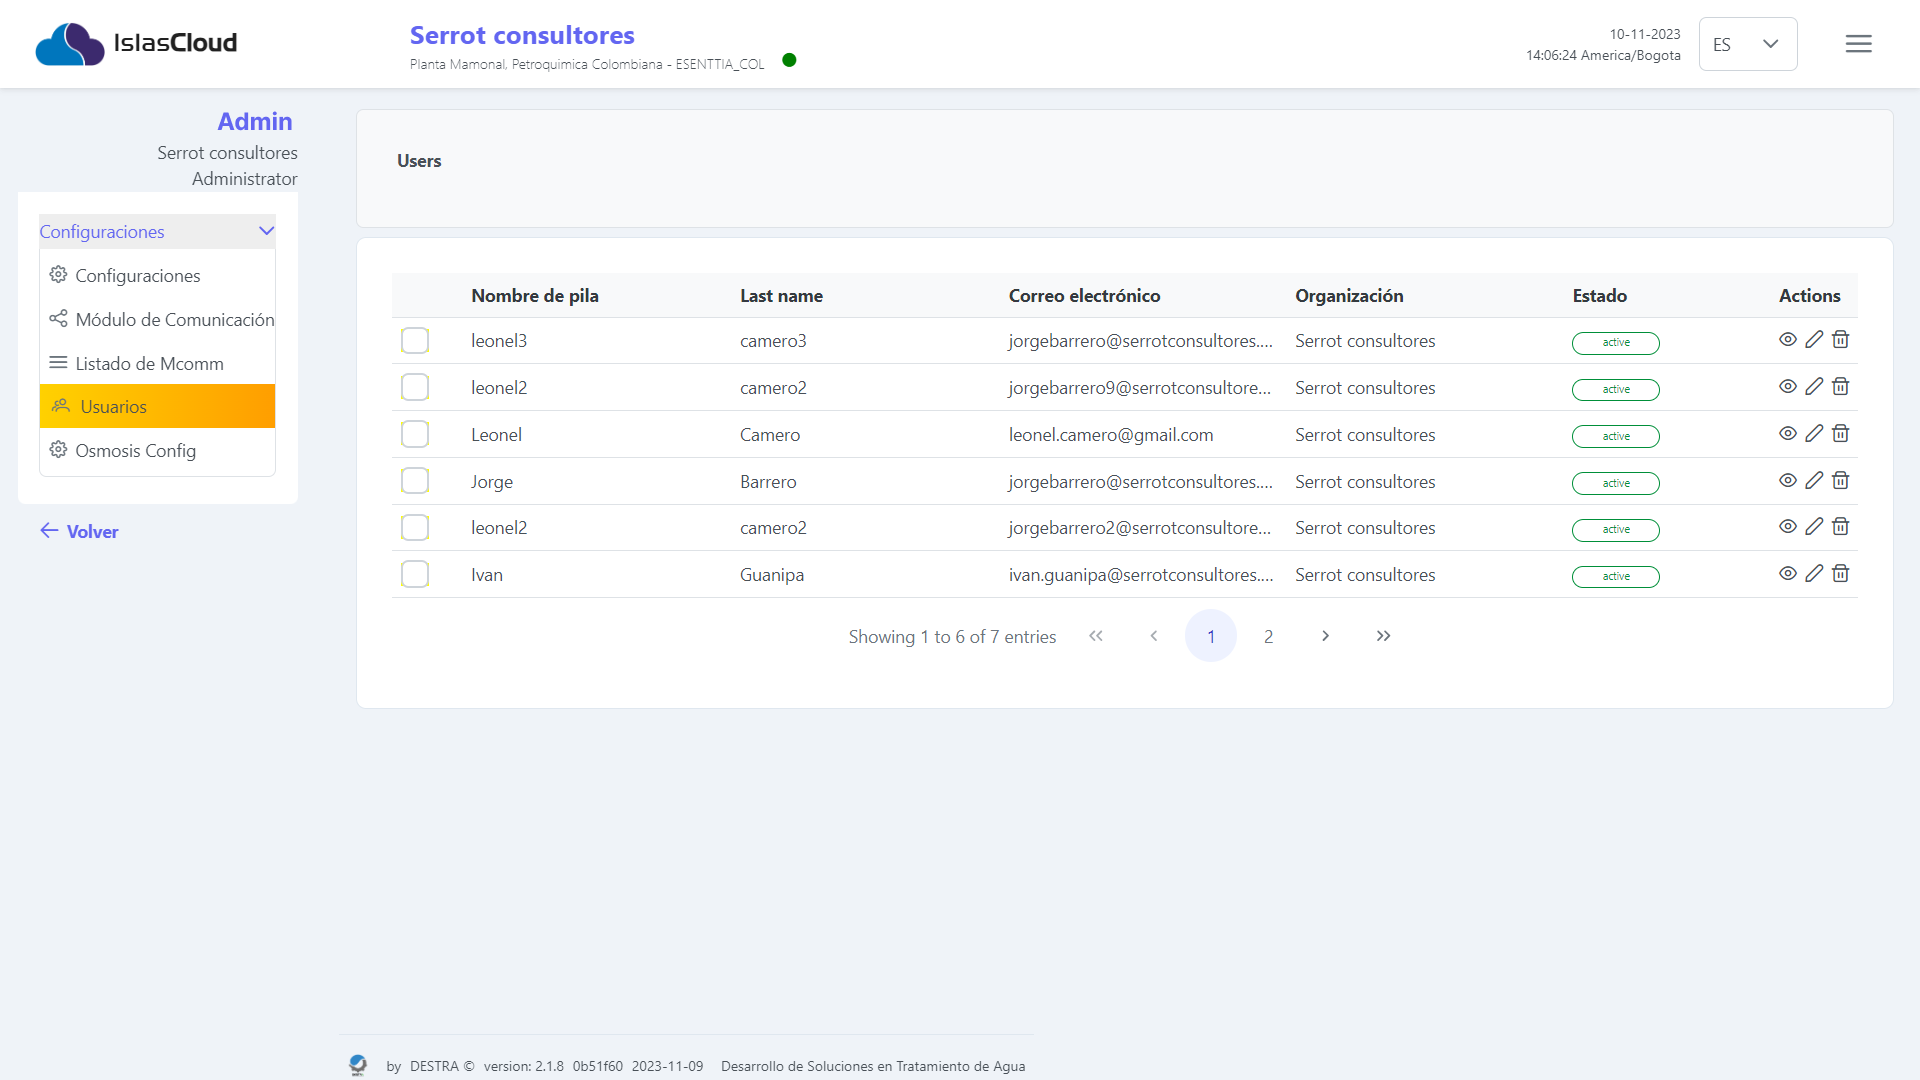 IslasCloud
Serrot consultores
Planta Mamonal, Petroquimica Colombiana - ESENTTIA_COL
10-11-2023
14:06:24 America/Bogota
ES
Admin
Serrot consultores
Administrator
Configuraciones
Configuraciones
Módulo de Comunicación
Listado de Mcomm
Usuarios
Osmosis Config
Volver
Users
Nombre de pila Last name Correo electrónico Organización Estado Actions
leonel3 camero3 jorgebarrero@serrotconsultores.... Serrot consultores active
leonel2 camero2 jorgebarrero9@serrotconsultore... Serrot consultores active
Leonel Camero leonel.camero@gmail.com Serrot consultores active
Jorge Barrero jorgebarrero@serrotconsultores.... Serrot consultores active
leonel2 camero2 jorgebarrero2@serrotconsultore... Serrot consultores active
Ivan Guanipa ivan.guanipa@serrotconsultores.... Serrot consultores active
Showing 1 to 6 of 7 entries 1 2
by DESTRA © version: 2.1.8 0b51f60 2023-11-09 Desarrollo de Soluciones en Tratamiento de Agua